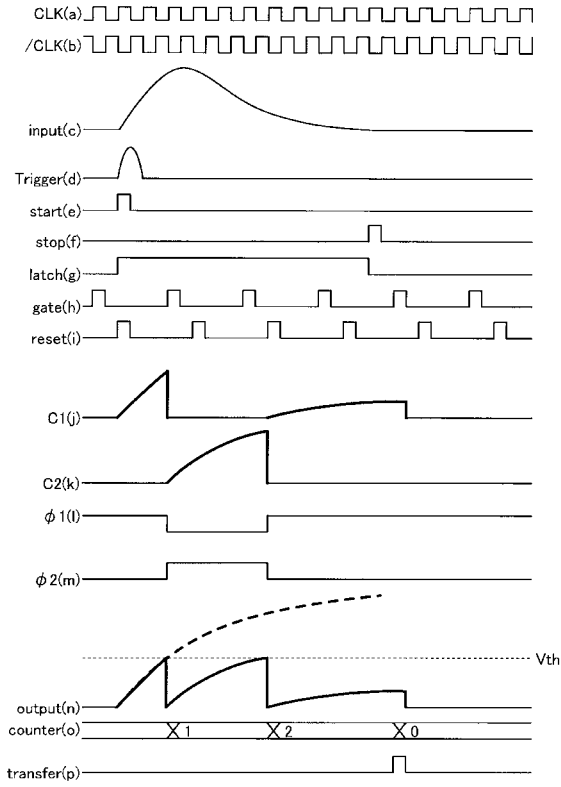 CLK(a)
/CLK(b)
input(c)
Trigger(d)
start(e)
stop(f)
latch(g)
gate(h)
reset(i)
C1(j)
C2(k)
φ1(l)
φ2(m)
Vth
output(n)
counter(o) 1 2 0
transfer(p)